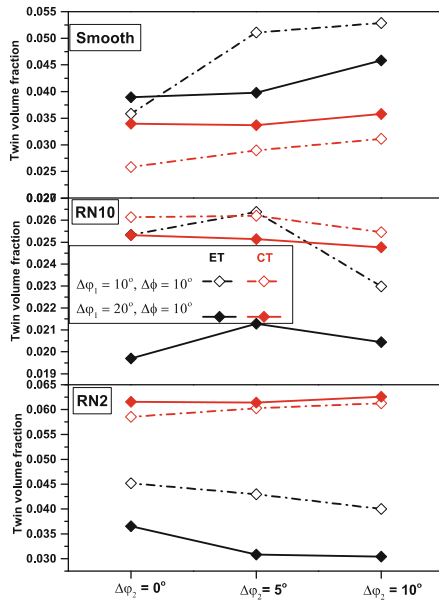 0.055
0.050
0.045
0.040
0.035
0.030
0.025
0.020
Twin volume fraction
Smooth
0.027
0.026
0.025
0.024
0.023
0.022
0.021
0.020
0.019
Twin volume fraction
RN10
ET CT
Δφ1 = 10°, Δϕ = 10°
Δφ1 = 20°, Δϕ = 10°
0.065
0.060
0.055
0.050
0.045
0.040
0.035
0.030
Twin volume fraction
RN2
Δφ2 = 0° Δφ2 = 5° Δφ2 = 10°